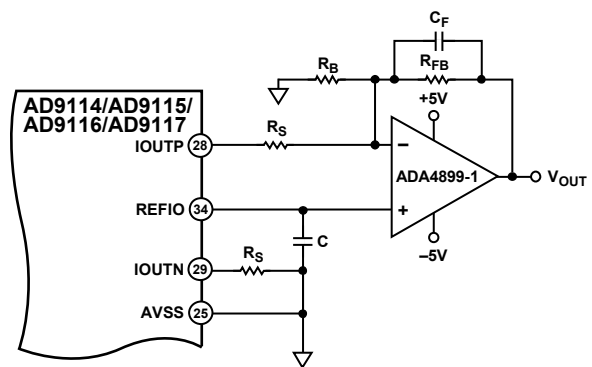 C_F
R_B
R_FB
+5V
AD9114/AD9115/
AD9116/AD9117
IOUTP 28
R_S
–
ADA4899-1
V_OUT
REFIO 34
+
C
–5V
IOUTN 29
R_S
AVSS 25